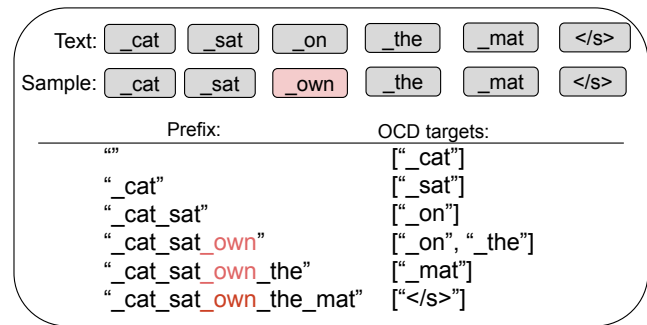 Text: _cat _sat _on _the _mat </s>
Sample: _cat _sat _own _the _mat </s>
Prefix: OCD targets:
“” [“_cat”]
“_cat” [“_sat”]
“_cat_sat” [“_on”]
“_cat_sat_own” [“_on”, “_the”]
“_cat_sat_own_the” [“_mat”]
“_cat_sat_own_the_mat” [“</s>”]